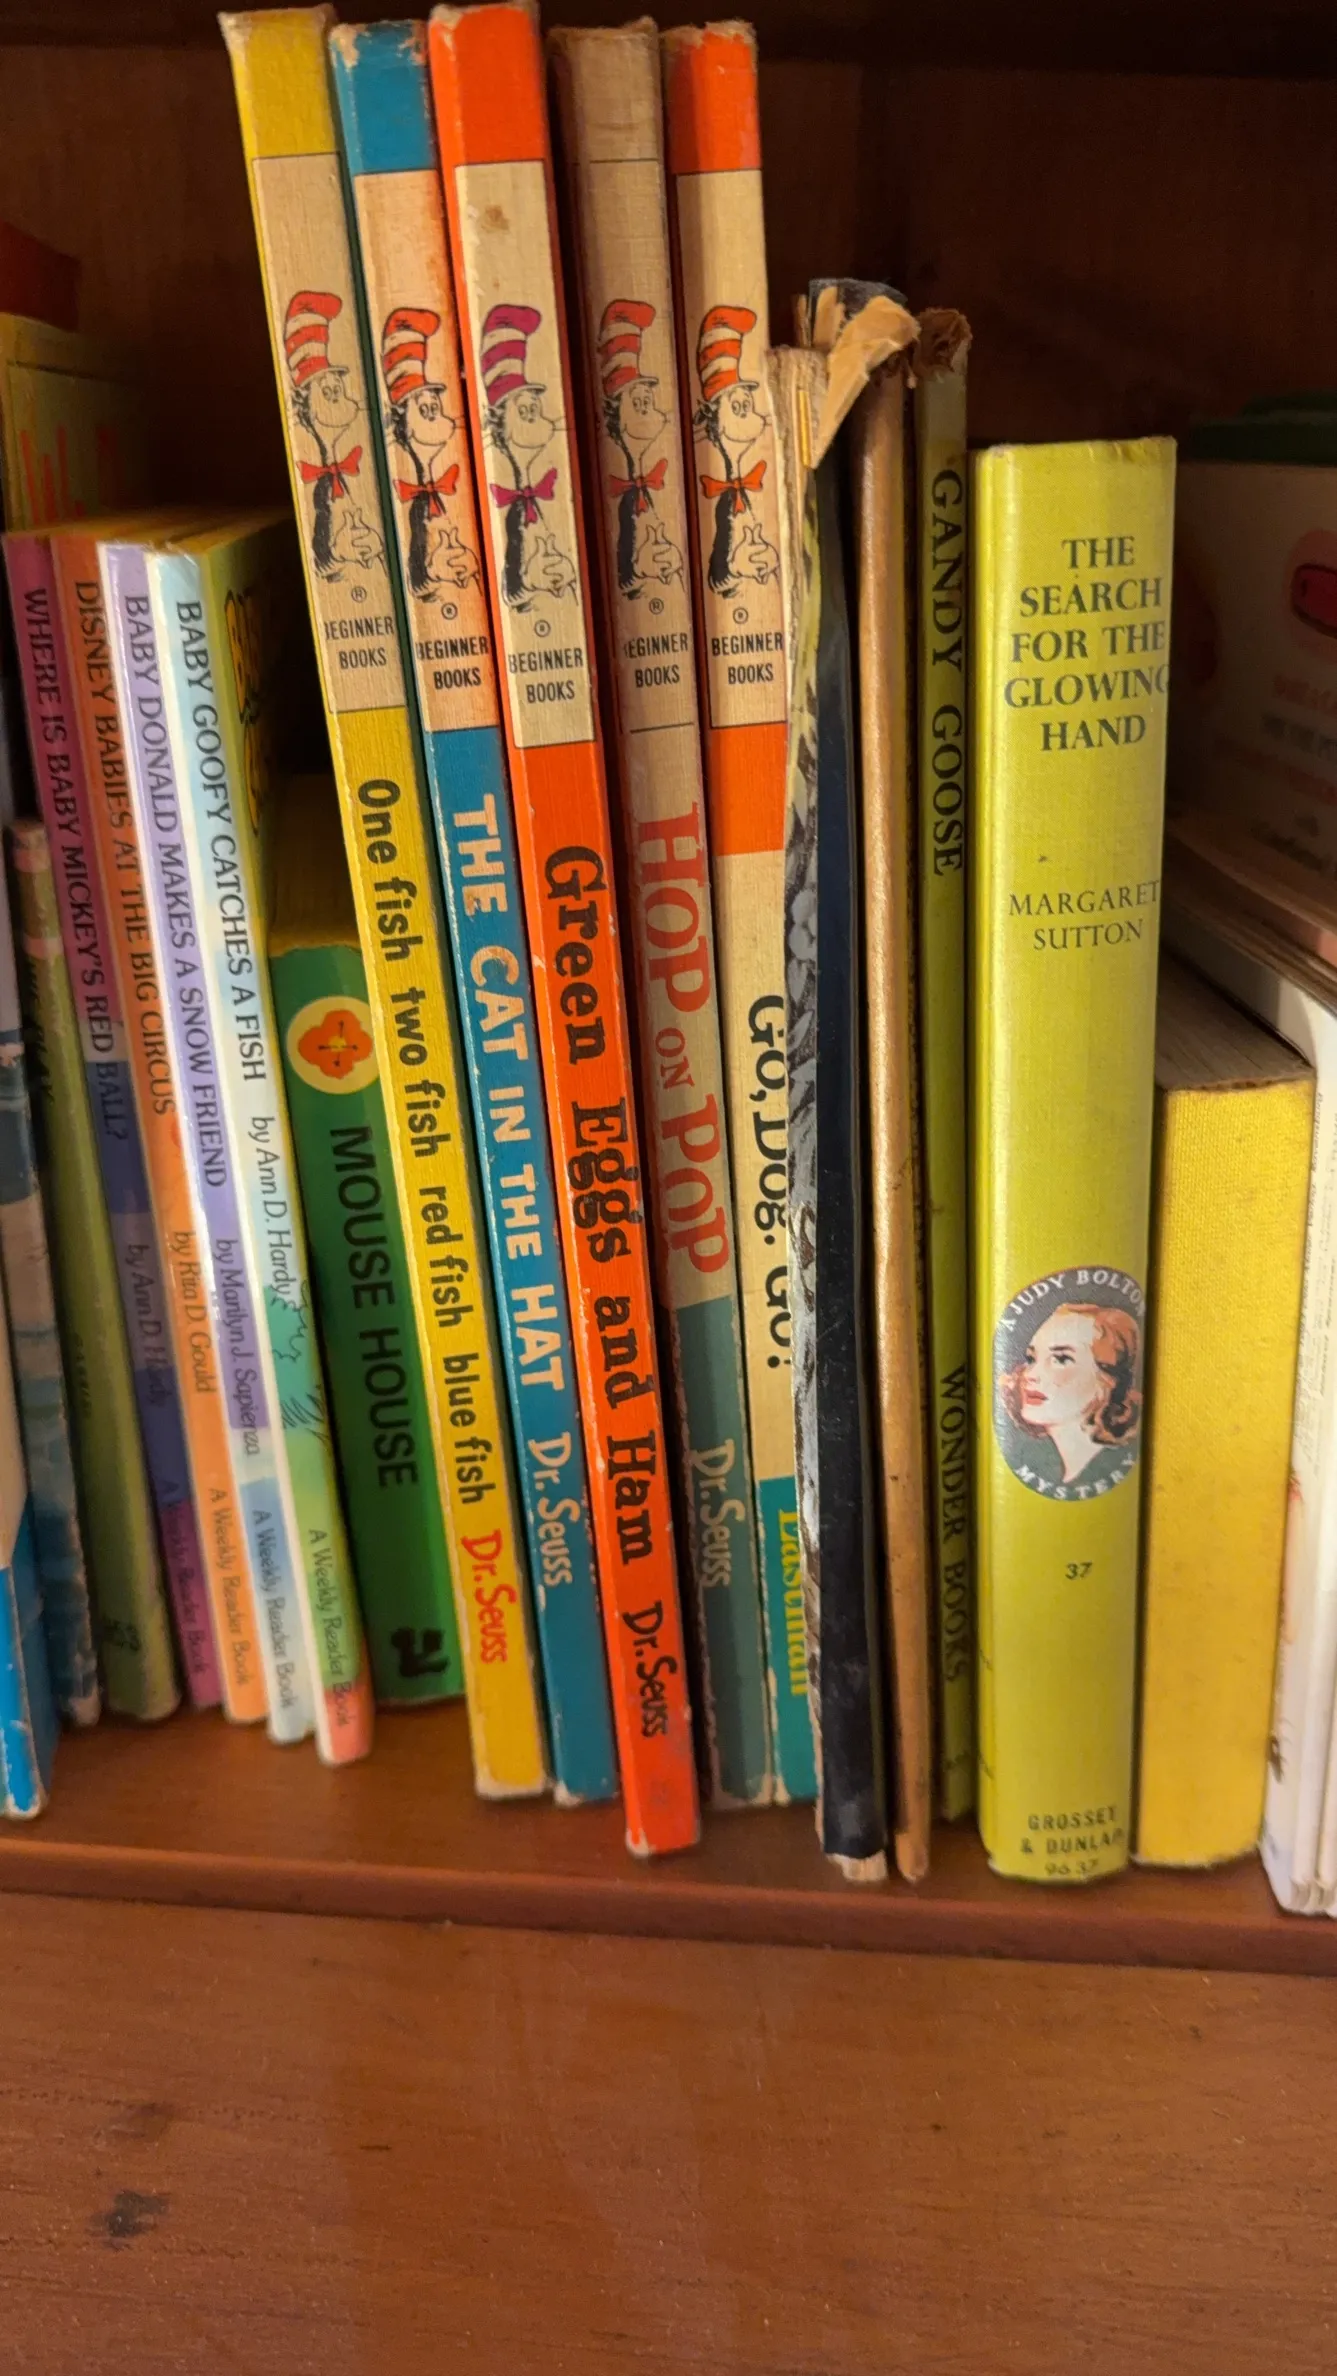 WHERE IS BABY MICKEY'S RED BALL? by Ann D. Hardy
DISNEY BABIES AT THE BIG CIRCUS by Rita D. Gould A Weekly Reader Book
BABY DONALD MAKES A SNOW FRIEND by Marilyn J. Sapienza A Weekly Reader Book
BABY GOOFY CATCHES A FISH by Ann D. Hardy A Weekly Reader Book
MOUSE HOUSE
BEGINNER
BOOKS
One fish two fish red fish blue fish Dr. Seuss
BEGINNER
BOOKS
THE CAT IN THE HAT Dr. Seuss
BEGINNER
BOOKS
Green Eggs and Ham Dr. Seuss
BEGINNER
BOOKS
HOP ON POP Dr. Seuss
BEGINNER
BOOKS
GO, DOG. GO! Eastman
GANDY GOOSE WONDER BOOKS
THE
SEARCH
FOR THE
GLOWING
HAND
MARGARET
SUTTON
A JUDY BOLTON
MYSTERY
37
GROSSET
& DUNLAP
9637